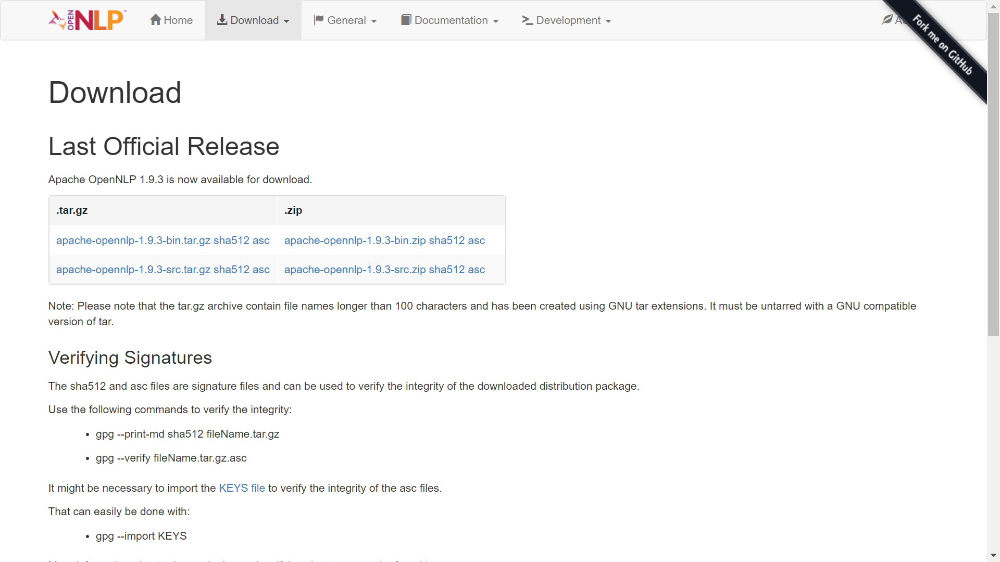 OPEN NLP™ Home Download General Documentation Development
Fork me on GitHub
Download
Last Official Release
Apache OpenNLP 1.9.3 is now available for download.
.tar.gz .zip
apache-opennlp-1.9.3-bin.tar.gz sha512 asc apache-opennlp-1.9.3-bin.zip sha512 asc
apache-opennlp-1.9.3-src.tar.gz sha512 asc apache-opennlp-1.9.3-src.zip sha512 asc
Note: Please note that the tar.gz archive contain file names longer than 100 characters and has been created using GNU tar extensions. It must be untarred with a GNU compatible
version of tar.
Verifying Signatures
The sha512 and asc files are signature files and can be used to verify the integrity of the downloaded distribution package.
Use the following commands to verify the integrity:
• gpg --print-md sha512 fileName.tar.gz
• gpg --verify fileName.tar.gz.asc
It might be necessary to import the KEYS file to verify the integrity of the asc files.
That can easily be done with:
• gpg --import KEYS